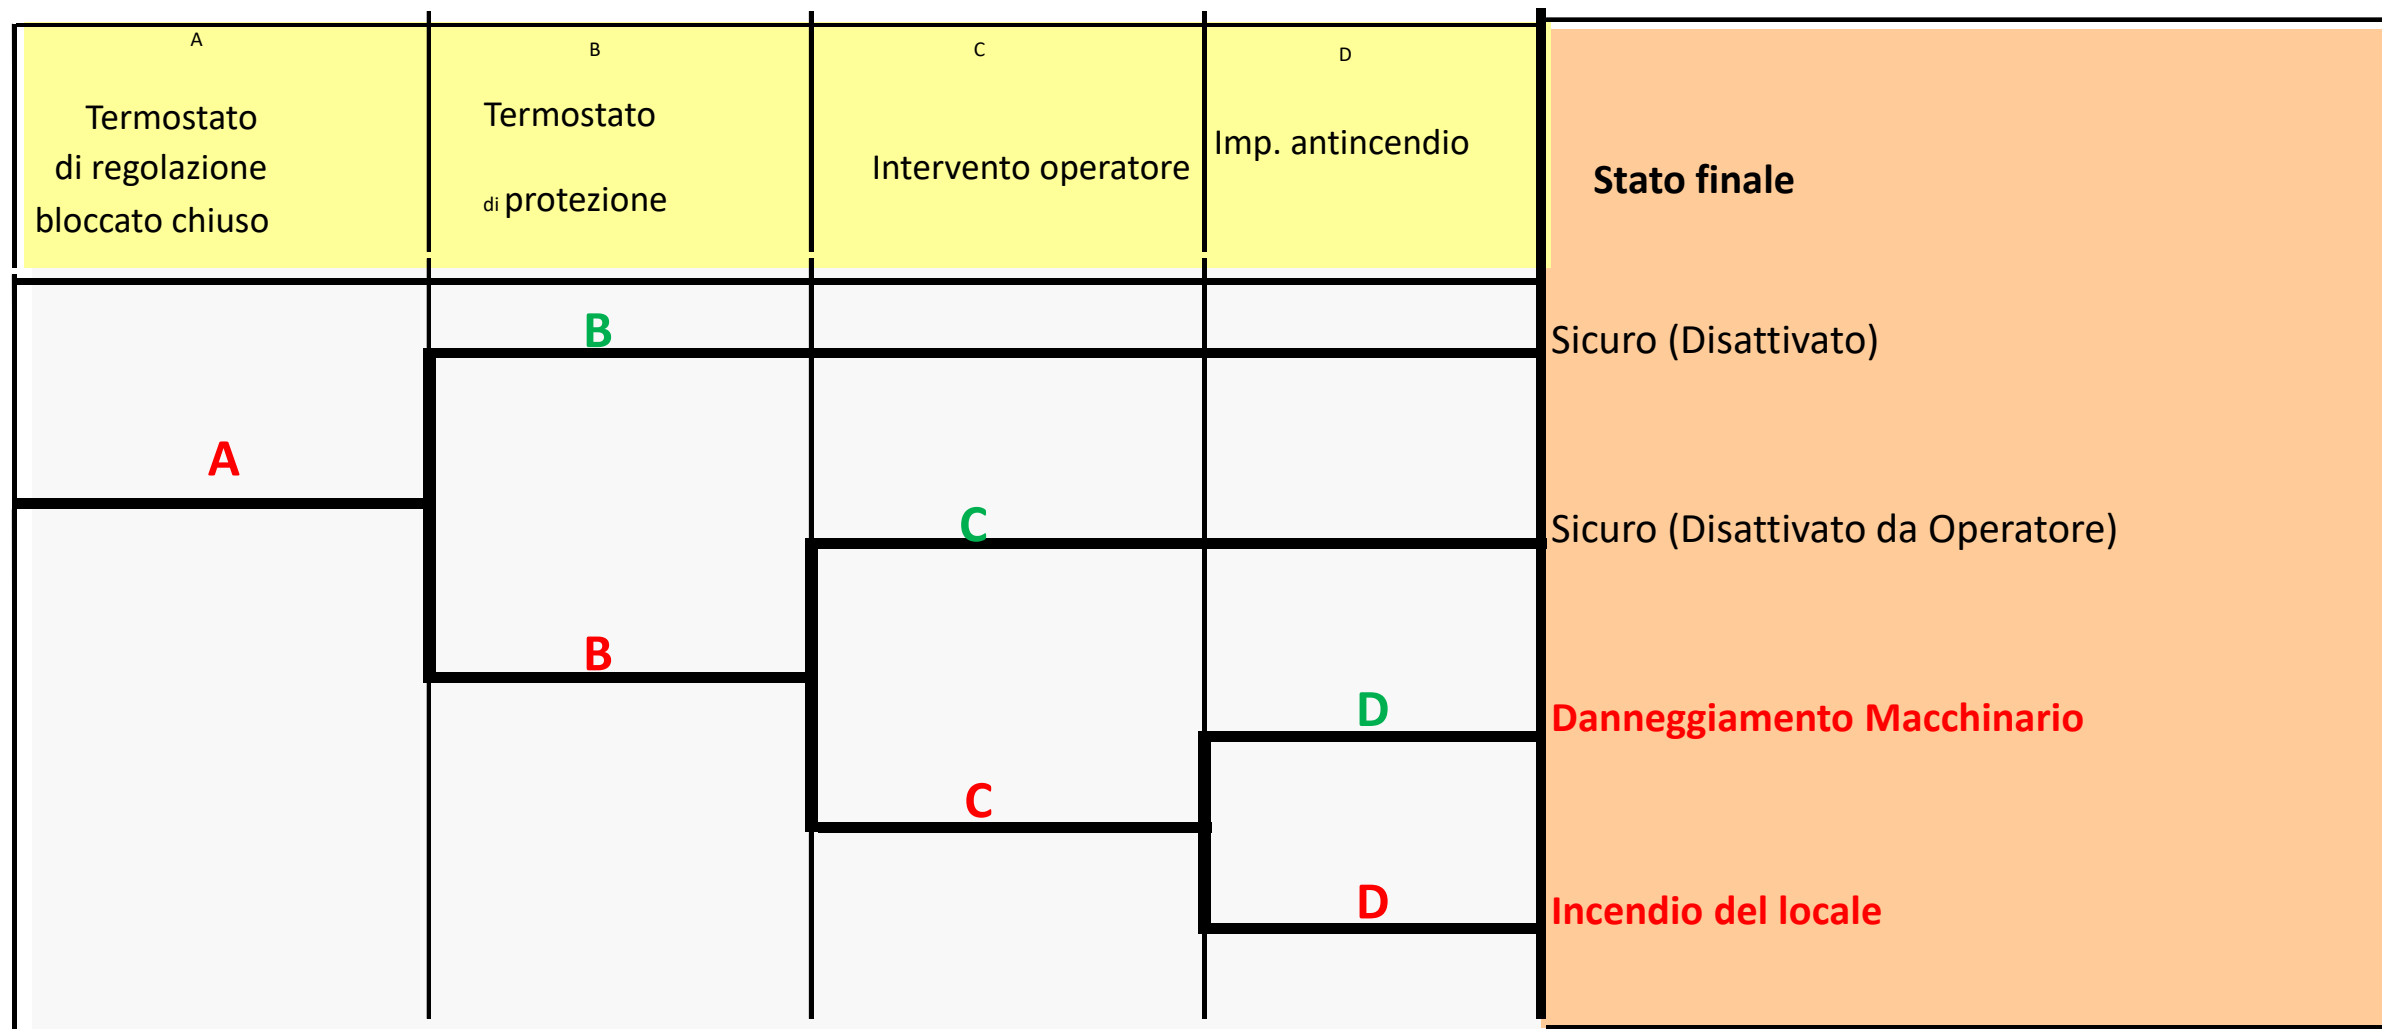 A
Termostato
di regolazione
bloccato chiuso
B
Termostato
di protezione
C
Intervento operatore
D
Imp. antincendio
Stato finale
B
Sicuro (Disattivato)
A
C
Sicuro (Disattivato da Operatore)
B
D
Danneggiamento Macchinario
C
D
Incendio del locale